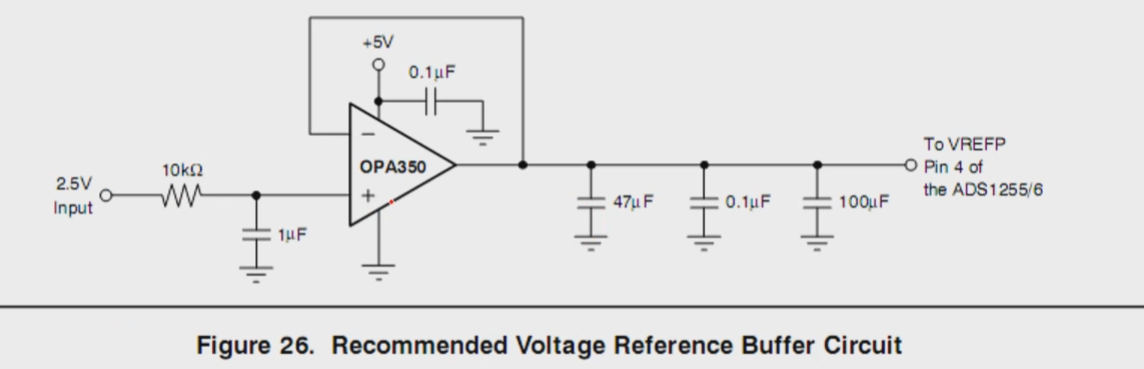 +5V
0.1µF
−
OPA350
+
10kΩ
2.5V
Input
1µF
47µF
0.1µF
100µF
To VREFP
Pin 4 of
the ADS1255/6
Figure 26. Recommended Voltage Reference Buffer Circuit